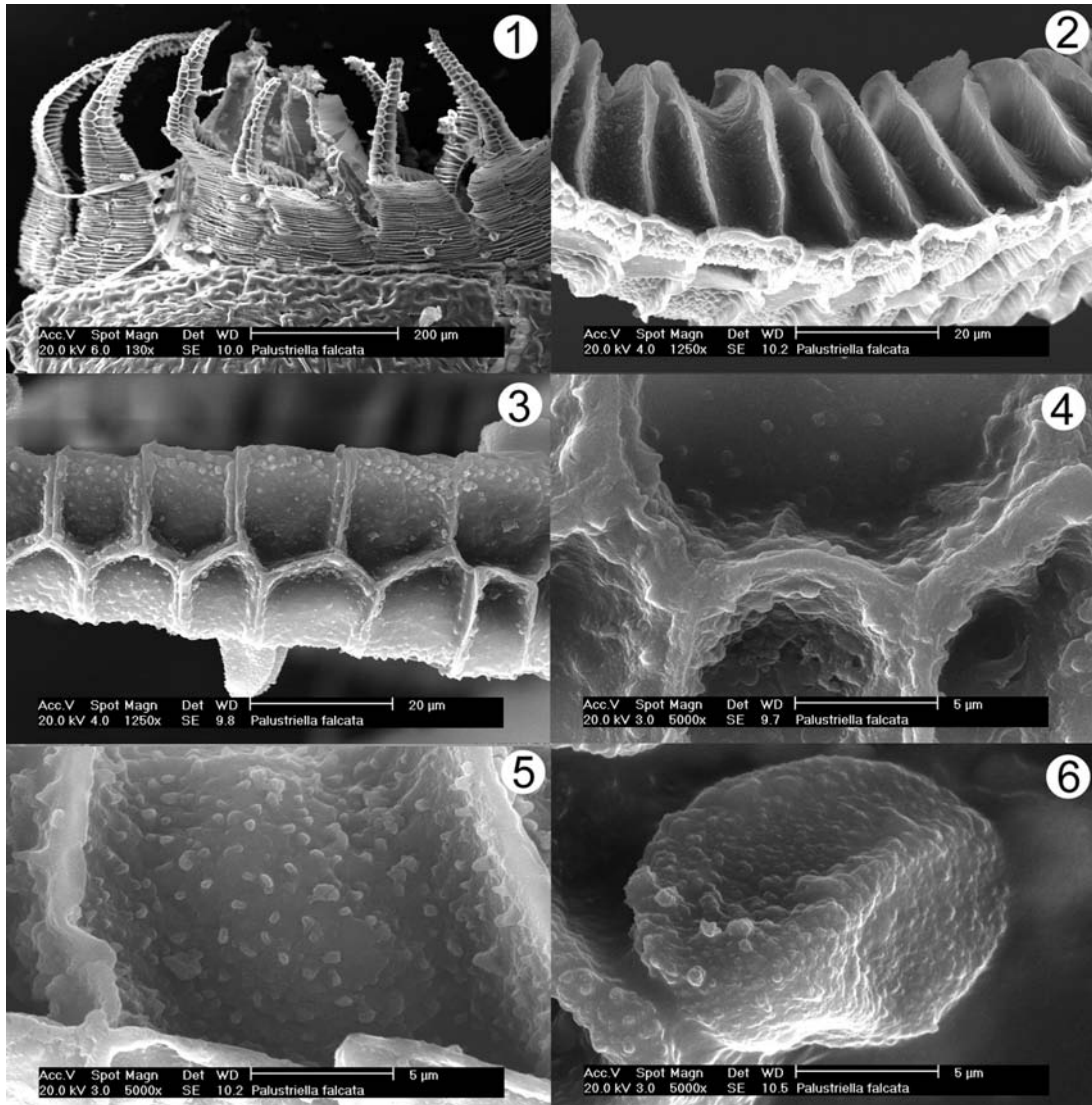 1
Acc.V Spot Magn Det WD 200 µm
20.0 kV 6.0 130x SE 10.0 Palustriella falcata
2
Acc.V Spot Magn Det WD 20 µm
20.0 kV 4.0 1250x SE 10.2 Palustriella falcata
3
Acc.V Spot Magn Det WD 20 µm
20.0 kV 4.0 1250x SE 9.8 Palustriella falcata
4
Acc.V Spot Magn Det WD 5 µm
20.0 kV 3.0 5000x SE 9.7 Palustriella falcata
5
Acc.V Spot Magn Det WD 5 µm
20.0 kV 3.0 5000x SE 10.2 Palustriella falcata
6
Acc.V Spot Magn Det WD 5 µm
20.0 kV 3.0 5000x SE 10.5 Palustriella falcata